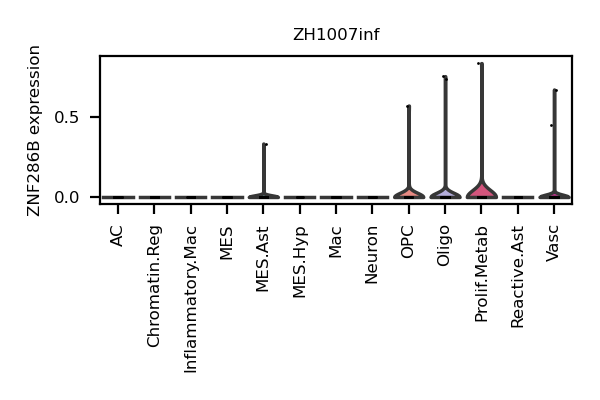 ZH1007inf
ZNF286B expression
0.5
0.0
AC
Chromatin.Reg
Inflammatory.Mac
MES
MES.Ast
MES.Hyp
Mac
Neuron
OPC
Oligo
Prolif.Metab
Reactive.Ast
Vasc